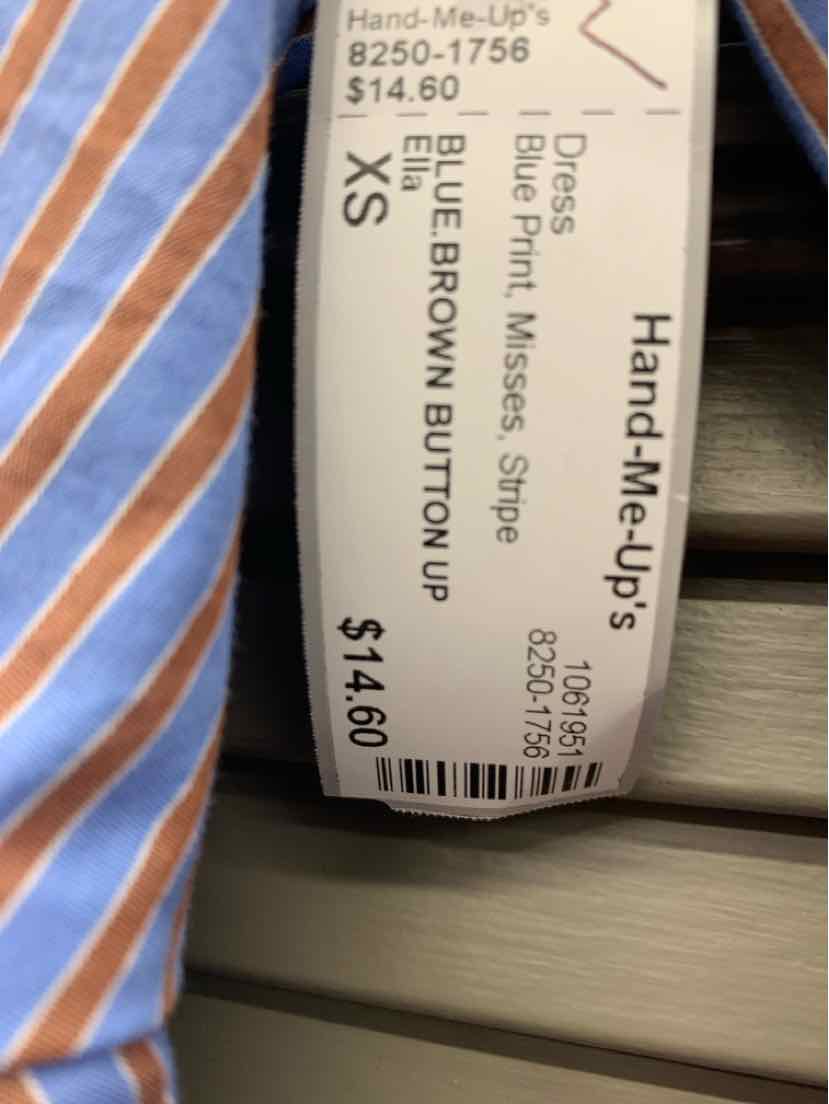 Hand-Me-Up's
8250-1756
$14.60
Hand-Me-Up's
Dress
1061951
Blue Print, Misses, Stripe
8250-1756
BLUE.BROWN BUTTON UP
Ella
XS
$14.60